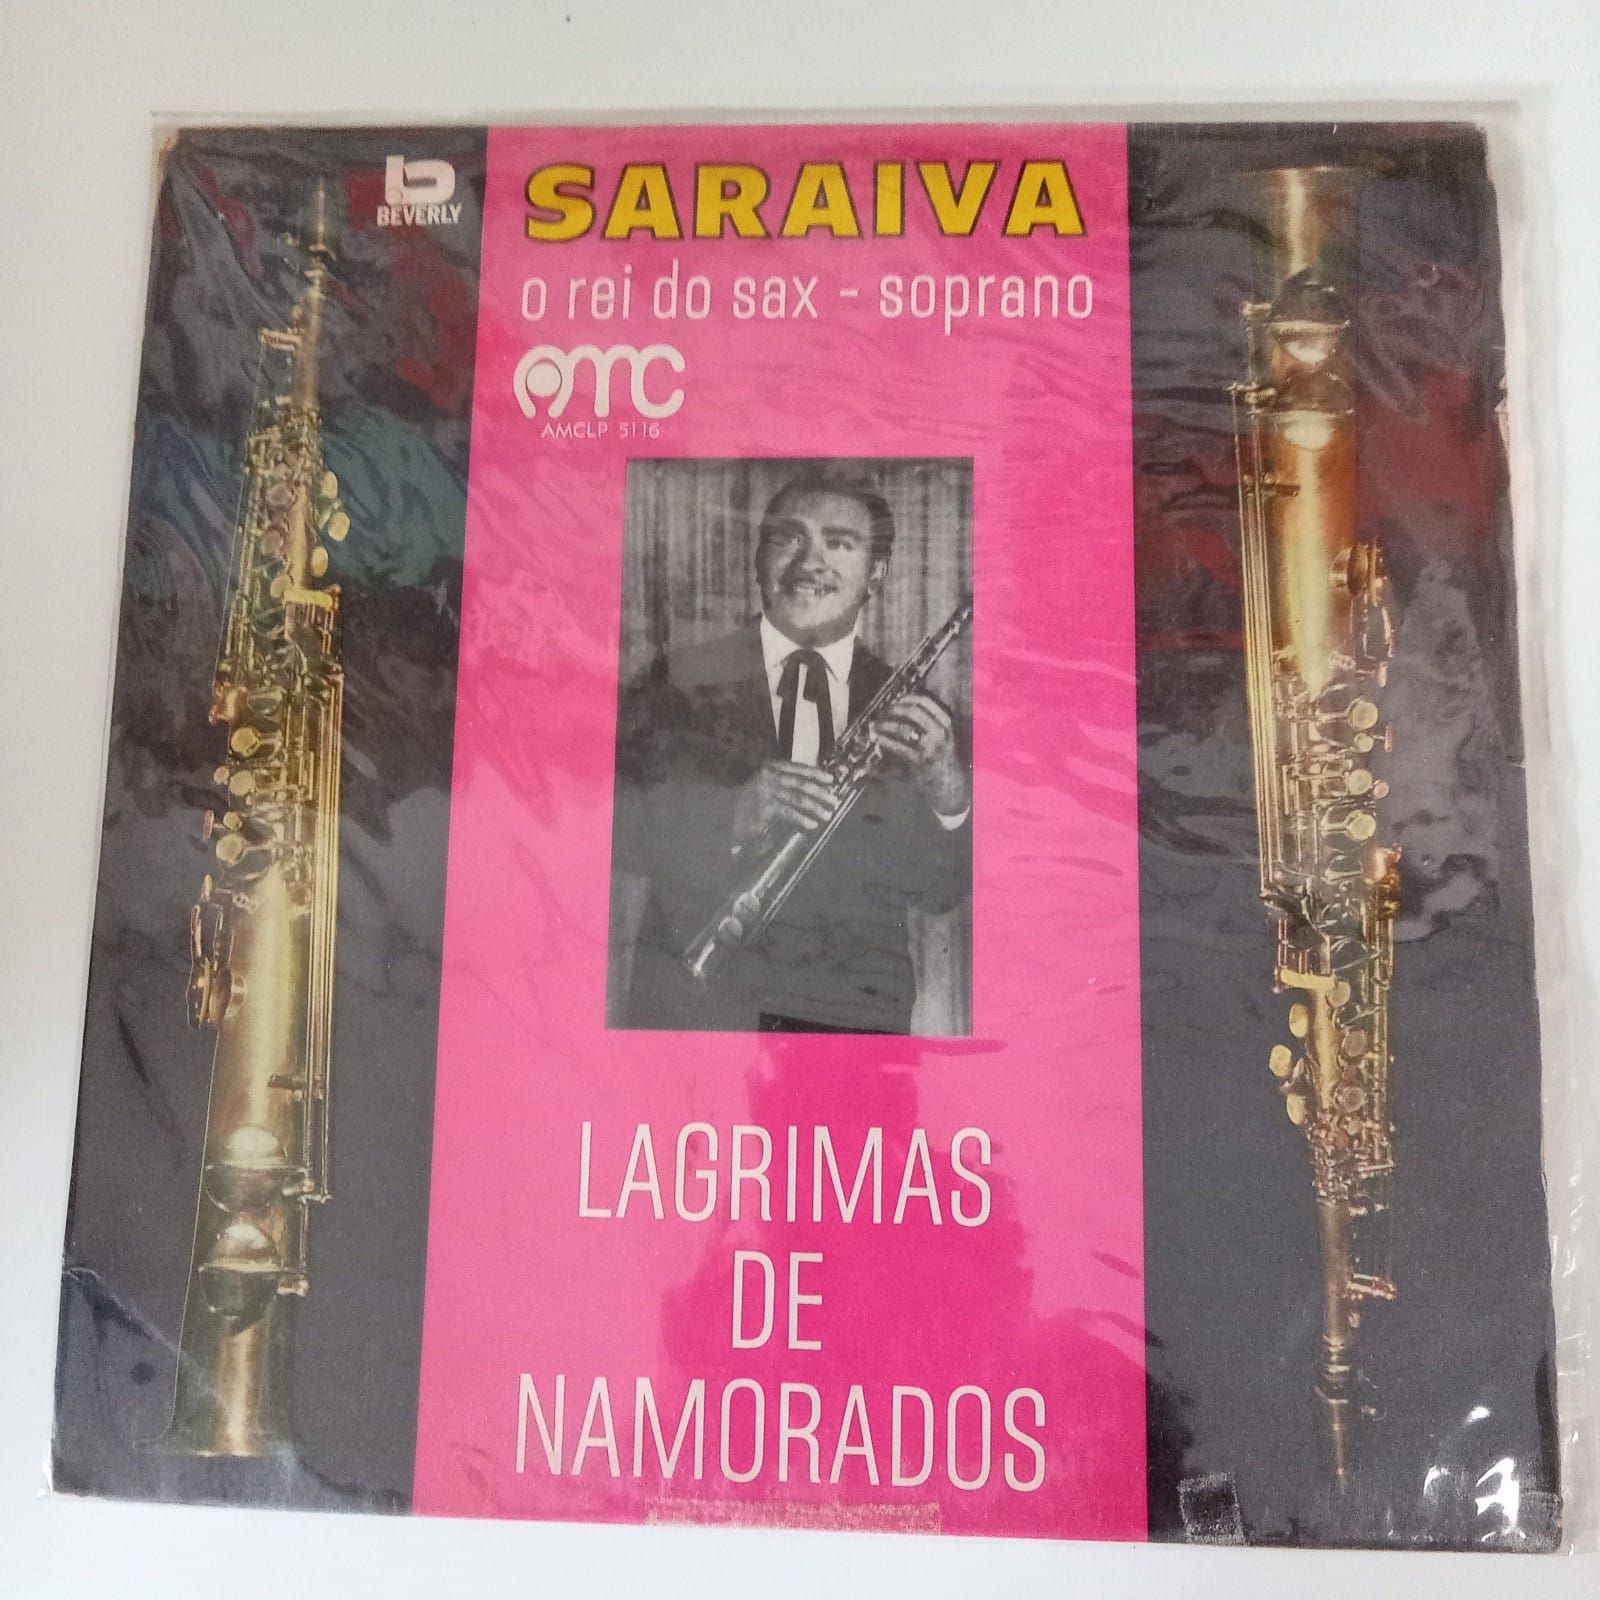 BEVERLY
SARAIVA
o rei do sax - soprano
AMC
AMCLP 5116
LAGRIMAS
DE
NAMORADOS